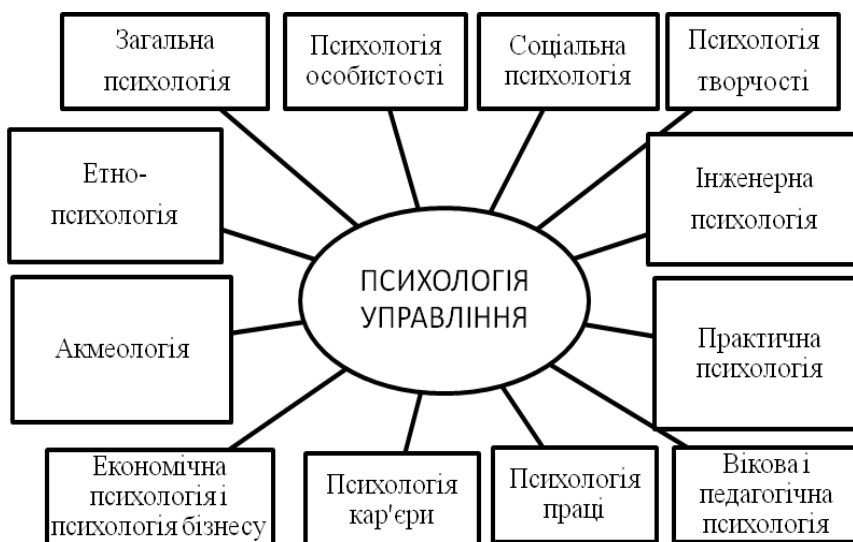 Загальна
психологія
Психологія
особистості
Соціальна
психологія
Психологія
творчості
Етно-
психологія
Інженерна
психологія
ПСИХОЛОГІЯ
УПРАВЛІННЯ
Акмеологія
Практична
психологія
Економічна
психологія і
психологія бізнесу
Психологія
кар'єри
Психологія
праці
Вікова і
педагогічна
психологія